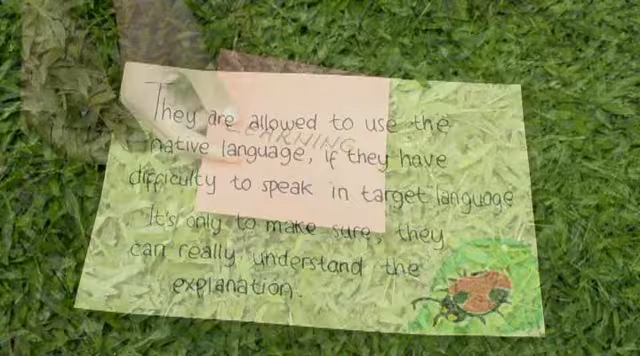 They are allowed to use the
LEARNING
native language, if they have
difficulty to speak in target language
It's only to make sure, they
can really understand the
explanation.